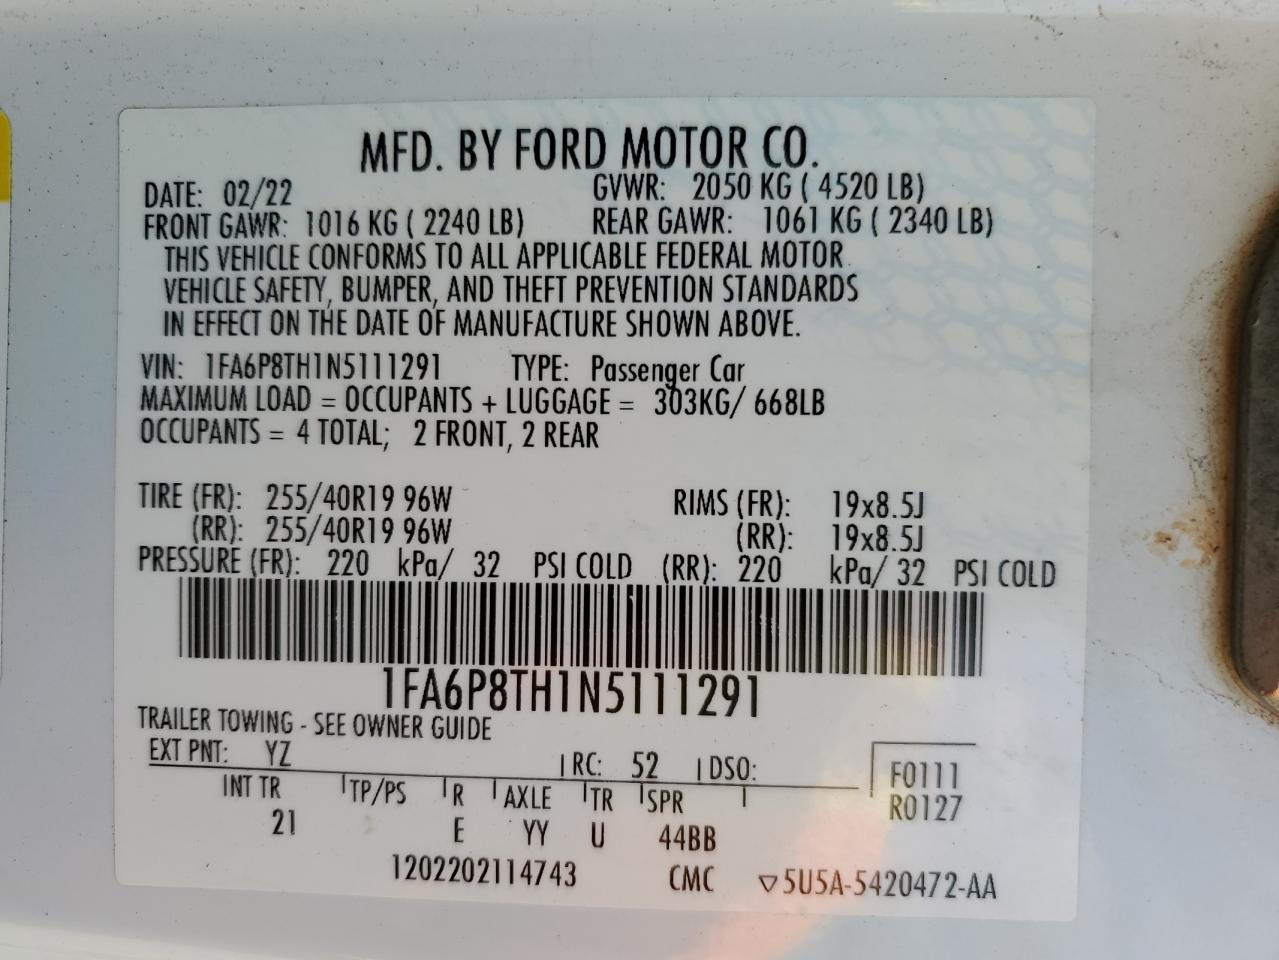 MFD. BY FORD MOTOR CO.
DATE: 02/22 GVWR: 2050 KG ( 4520 LB)
FRONT GAWR: 1016 KG ( 2240 LB) REAR GAWR: 1061 KG ( 2340 LB)
THIS VEHICLE CONFORMS TO ALL APPLICABLE FEDERAL MOTOR
VEHICLE SAFETY, BUMPER, AND THEFT PREVENTION STANDARDS
IN EFFECT ON THE DATE OF MANUFACTURE SHOWN ABOVE.
VIN: 1FA6P8TH1N5111291 TYPE: Passenger Car
MAXIMUM LOAD = OCCUPANTS + LUGGAGE = 303KG/ 668LB
OCCUPANTS = 4 TOTAL; 2 FRONT, 2 REAR
TIRE (FR): 255/40R19 96W RIMS (FR): 19x8.5J
(RR): 255/40R19 96W (RR): 19x8.5J
PRESSURE (FR): 220 kPa/ 32 PSI COLD (RR): 220 kPa/ 32 PSI COLD
1FA6P8TH1N5111291
TRAILER TOWING - SEE OWNER GUIDE
EXT PNT: YZ RC: 52 DSO: F0111
INT TR TP/PS R AXLE TR SPR R0127
21 E YY U 44BB
1202202114743 CMC ▽5U5A-5420472-AA